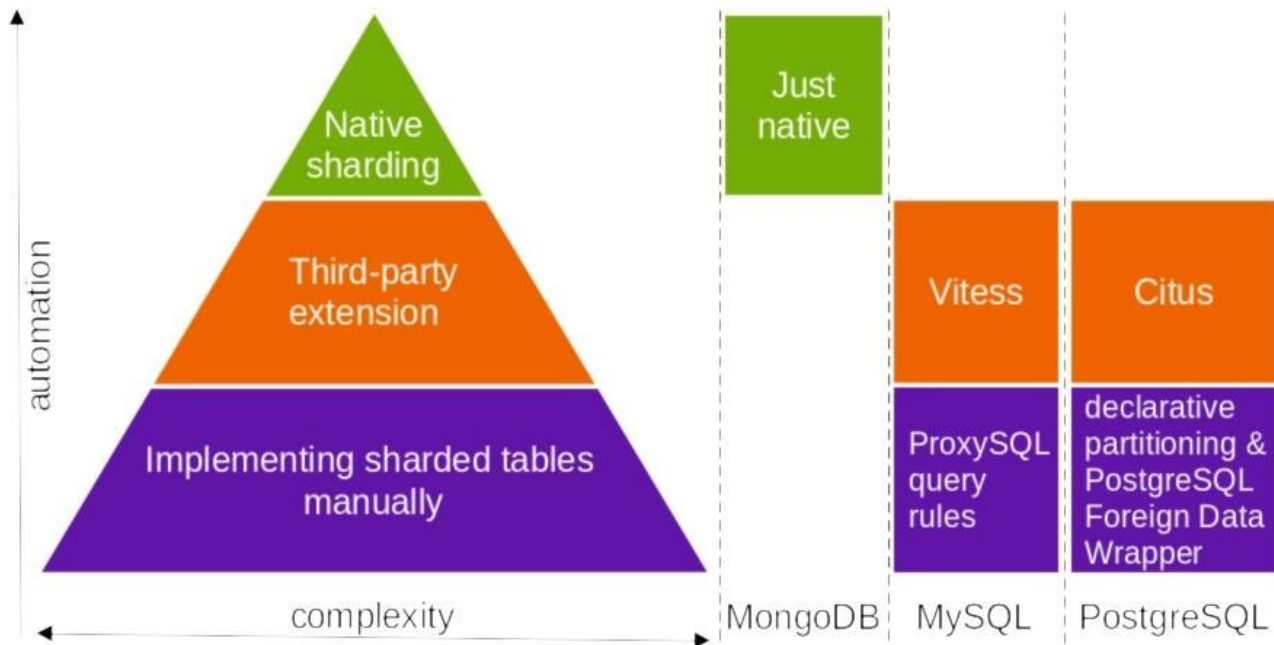 automation
Native
sharding
Third-party
extension
Implementing sharded tables
manually
complexity
Just
native
MongoDB
Vitess
ProxySQL
query
rules
MySQL
Citus
declarative
partitioning &
PostgreSQL
Foreign Data
Wrapper
PostgreSQL